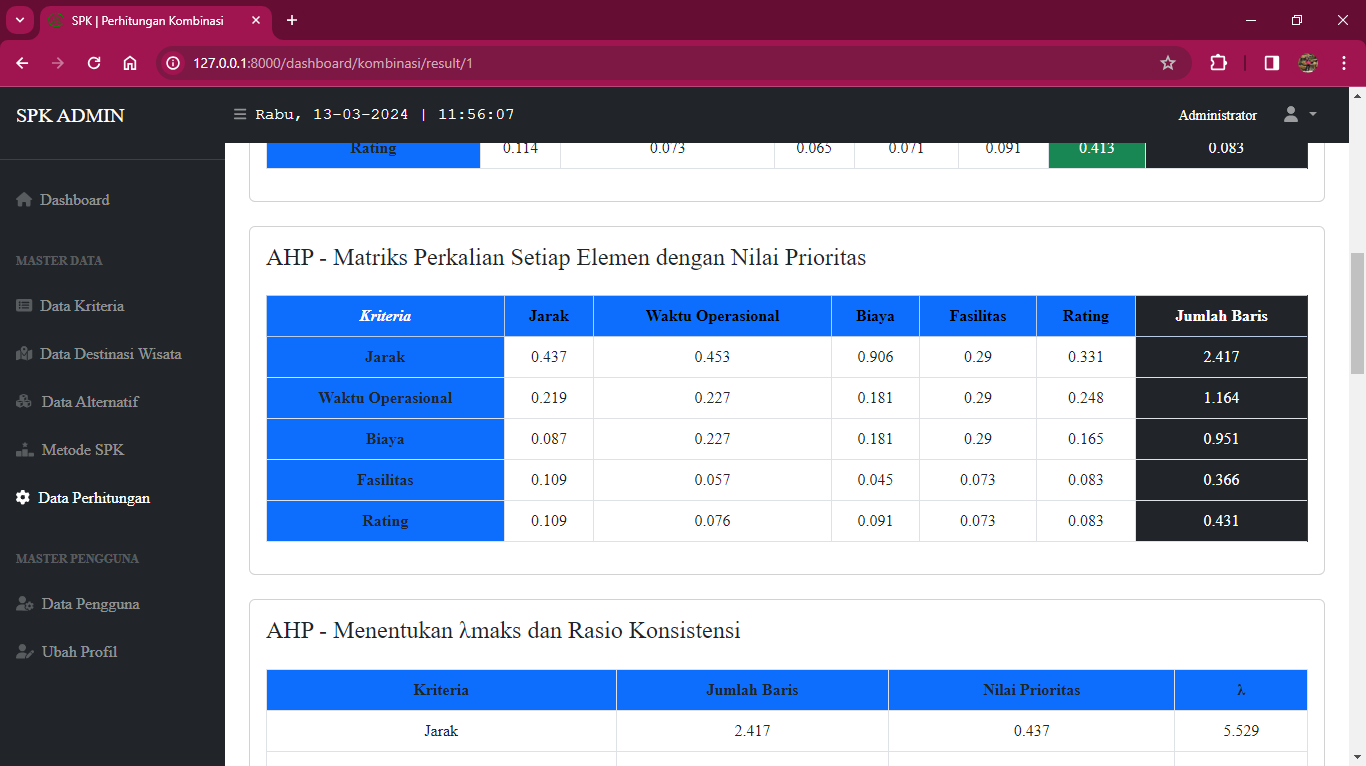 SPK | Perhitungan Kombinasi
127.0.0.1:8000/dashboard/kombinasi/result/1
SPK ADMIN
Rabu, 13-03-2024 | 11:56:07
Administrator
Dashboard
MASTER DATA
Data Kriteria
Data Destinasi Wisata
Data Alternatif
Metode SPK
Data Perhitungan
MASTER PENGGUNA
Data Pengguna
Ubah Profil
Rating 0.114 0.073 0.065 0.071 0.091 0.413 0.083
AHP - Matriks Perkalian Setiap Elemen dengan Nilai Prioritas
Kriteria Jarak Waktu Operasional Biaya Fasilitas Rating Jumlah Baris
Jarak 0.437 0.453 0.906 0.29 0.331 2.417
Waktu Operasional 0.219 0.227 0.181 0.29 0.248 1.164
Biaya 0.087 0.227 0.181 0.29 0.165 0.951
Fasilitas 0.109 0.057 0.045 0.073 0.083 0.366
Rating 0.109 0.076 0.091 0.073 0.083 0.431
AHP - Menentukan λmaks dan Rasio Konsistensi
Kriteria Jumlah Baris Nilai Prioritas λ
Jarak 2.417 0.437 5.529